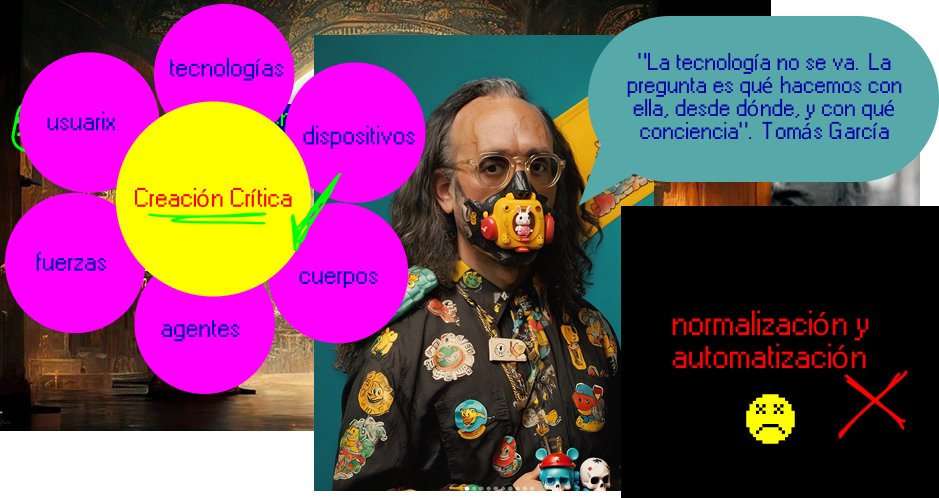 tecnologías
usuarix
dispositivos
Creación Crítica
fuerzas
cuerpos
agentes
"La tecnología no se va. La
pregunta es qué hacemos con
ella, desde dónde, y con qué
conciencia". Tomás García
normalización y
automatización